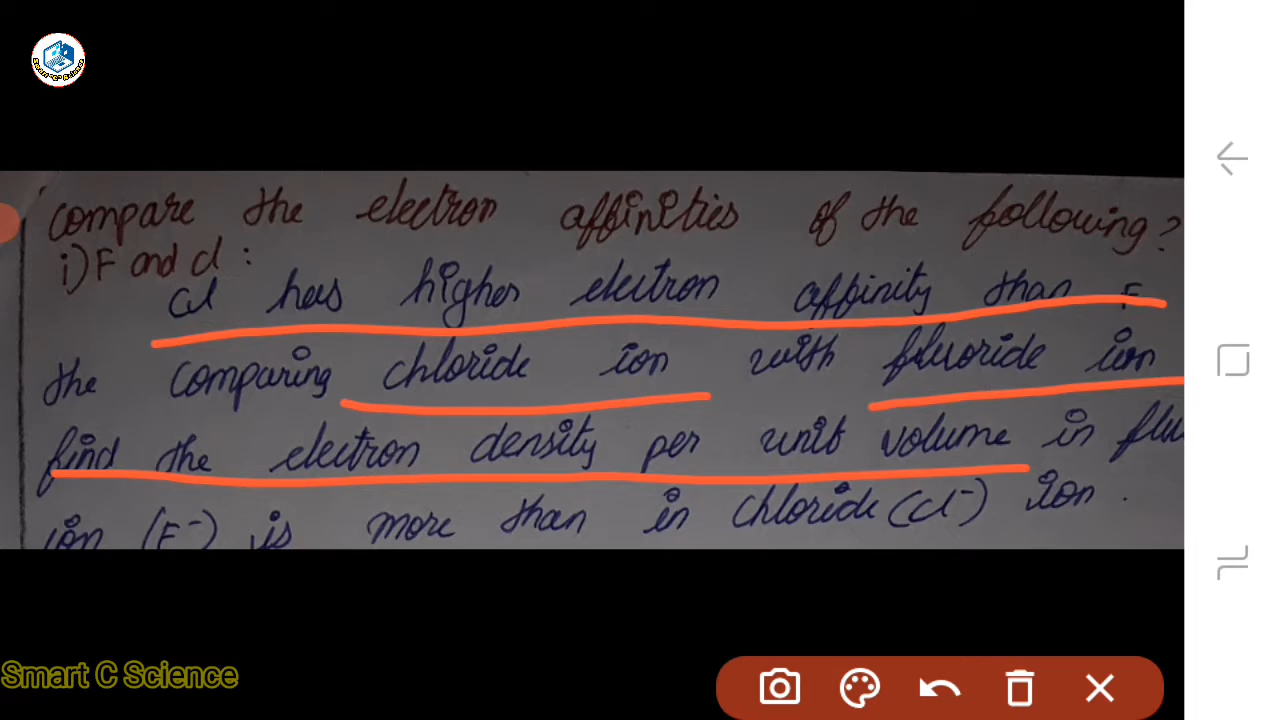 Smart "C" Science
compare the electron affinities of the following?
i) F and Cl :
Cl has higher electron affinity than F
the comparing chloride ion with fluoride ion
find the electron density per unit volume in flu
ion (F⁻) is more than in chloride (Cl⁻) ion .
Smart C Science